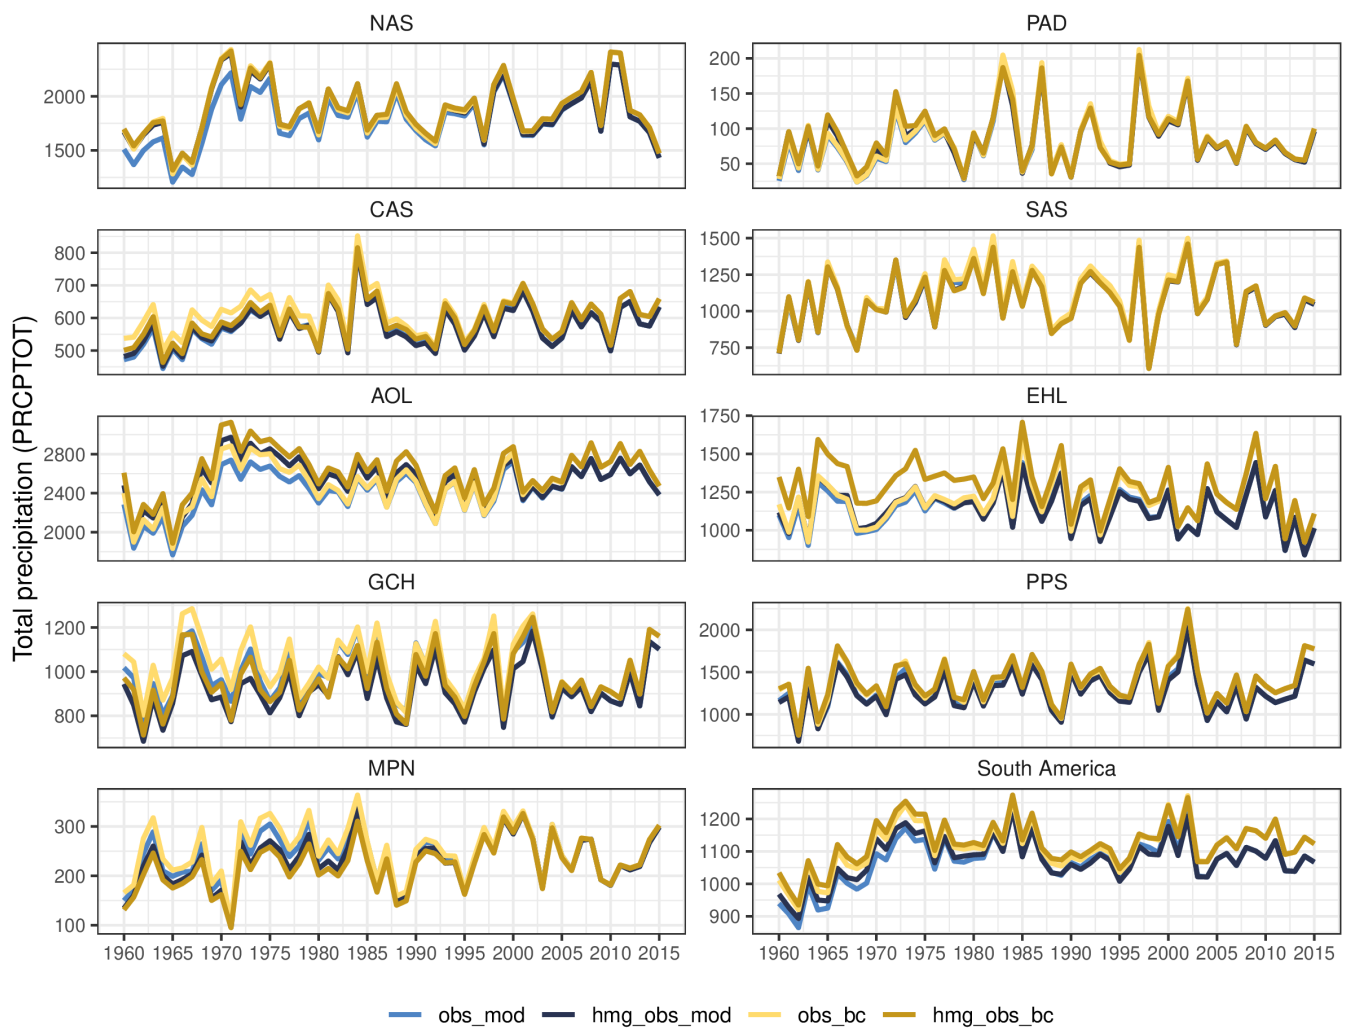 NAS
PAD
2000
1500
200
150
100
50
CAS
SAS
800
700
600
500
1500
1250
1000
750
AOL
EHL
2800
2400
2000
1750
1500
1250
1000
GCH
PPS
1200
1000
800
2000
1500
1000
MPN
South America
300
200
100
1200
1100
1000
900
1960 1965 1970 1975 1980 1985 1990 1995 2000 2005 2010 2015
1960 1965 1970 1975 1980 1985 1990 1995 2000 2005 2010 2015
Total precipitation (PRCPTOT)
obs_mod hmg_obs_mod obs_bc hmg_obs_bc